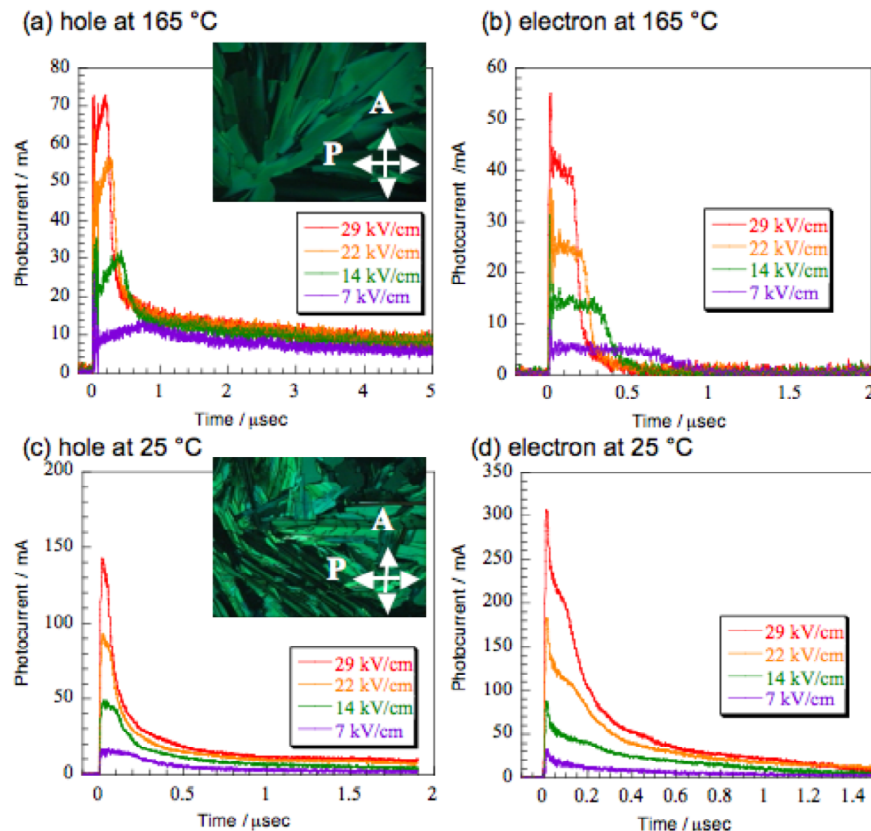 (a) hole at 165 °C
80
70
60
50
40
30
20
10
0
Photocurrent / mA
0
1
2
3
4
5
Time / μsec
A
P
29 kV/cm
22 kV/cm
14 kV/cm
7 kV/cm
(b) electron at 165 °C
60
50
40
30
20
10
0
Photocurrent /mA
0
0.5
1
1.5
2
Time / μsec
29 kV/cm
22 kV/cm
14 kV/cm
7 kV/cm
(c) hole at 25 °C
200
150
100
50
0
Photocurrent / mA
0
0.5
1
1.5
2
Time / μsec
A
P
29 kV/cm
22 kV/cm
14 kV/cm
7 kV/cm
(d) electron at 25 °C
350
300
250
200
150
100
50
0
Photocurrent / mA
0
0.2
0.4
0.6
0.8
1
1.2
1.4
Time / μsec
29 kV/cm
22 kV/cm
14 kV/cm
7 kV/cm